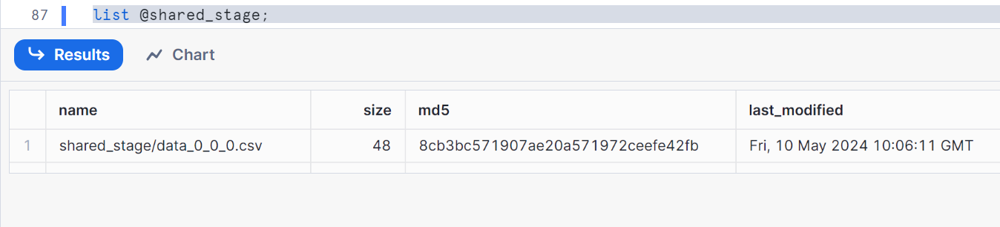 87 list @shared_stage;
Results Chart
name size md5 last_modified
1 shared_stage/data_0_0_0.csv 48 8cb3bc571907ae20a571972ceefe42fb Fri, 10 May 2024 10:06:11 GMT